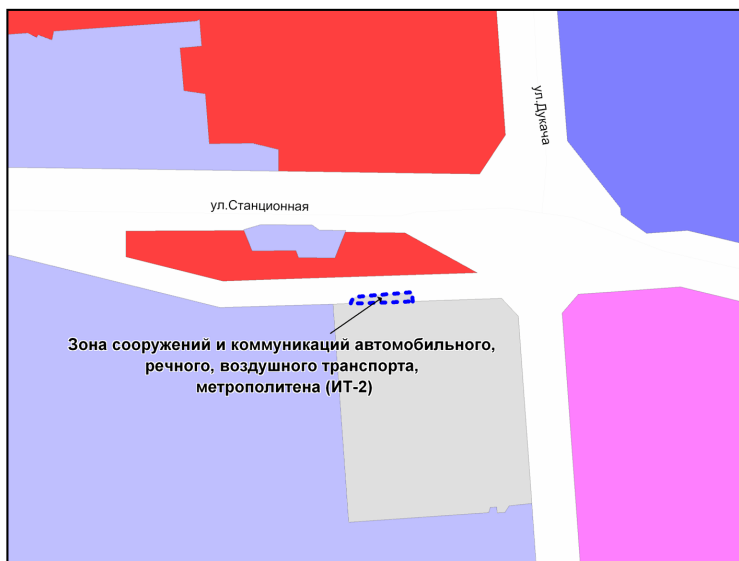 ул.Дукача
ул.Станционная
Зона сооружений и коммуникаций автомобильного,
речного, воздушного транспорта,
метрополитена (ИТ-2)